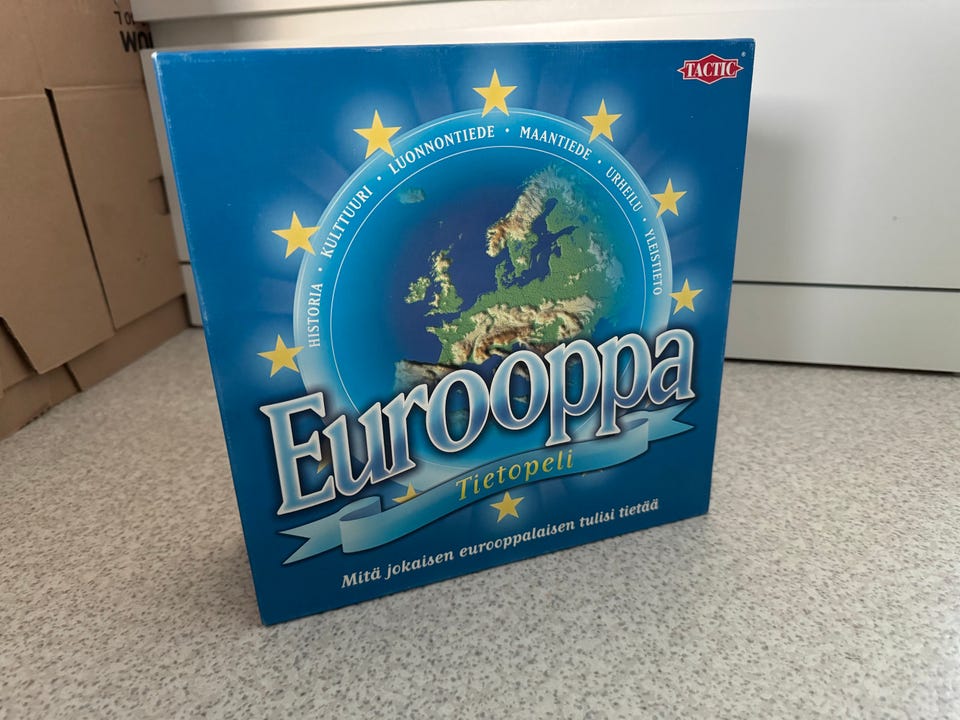 TACTIC
®
HISTORIA • KULTTUURI • LUONNONTIEDE • MAANTIEDE • URHEILU • YLEISTIETO
Eurooppa
Tietopeli
Mitä jokaisen eurooppalaisen tulisi tietää